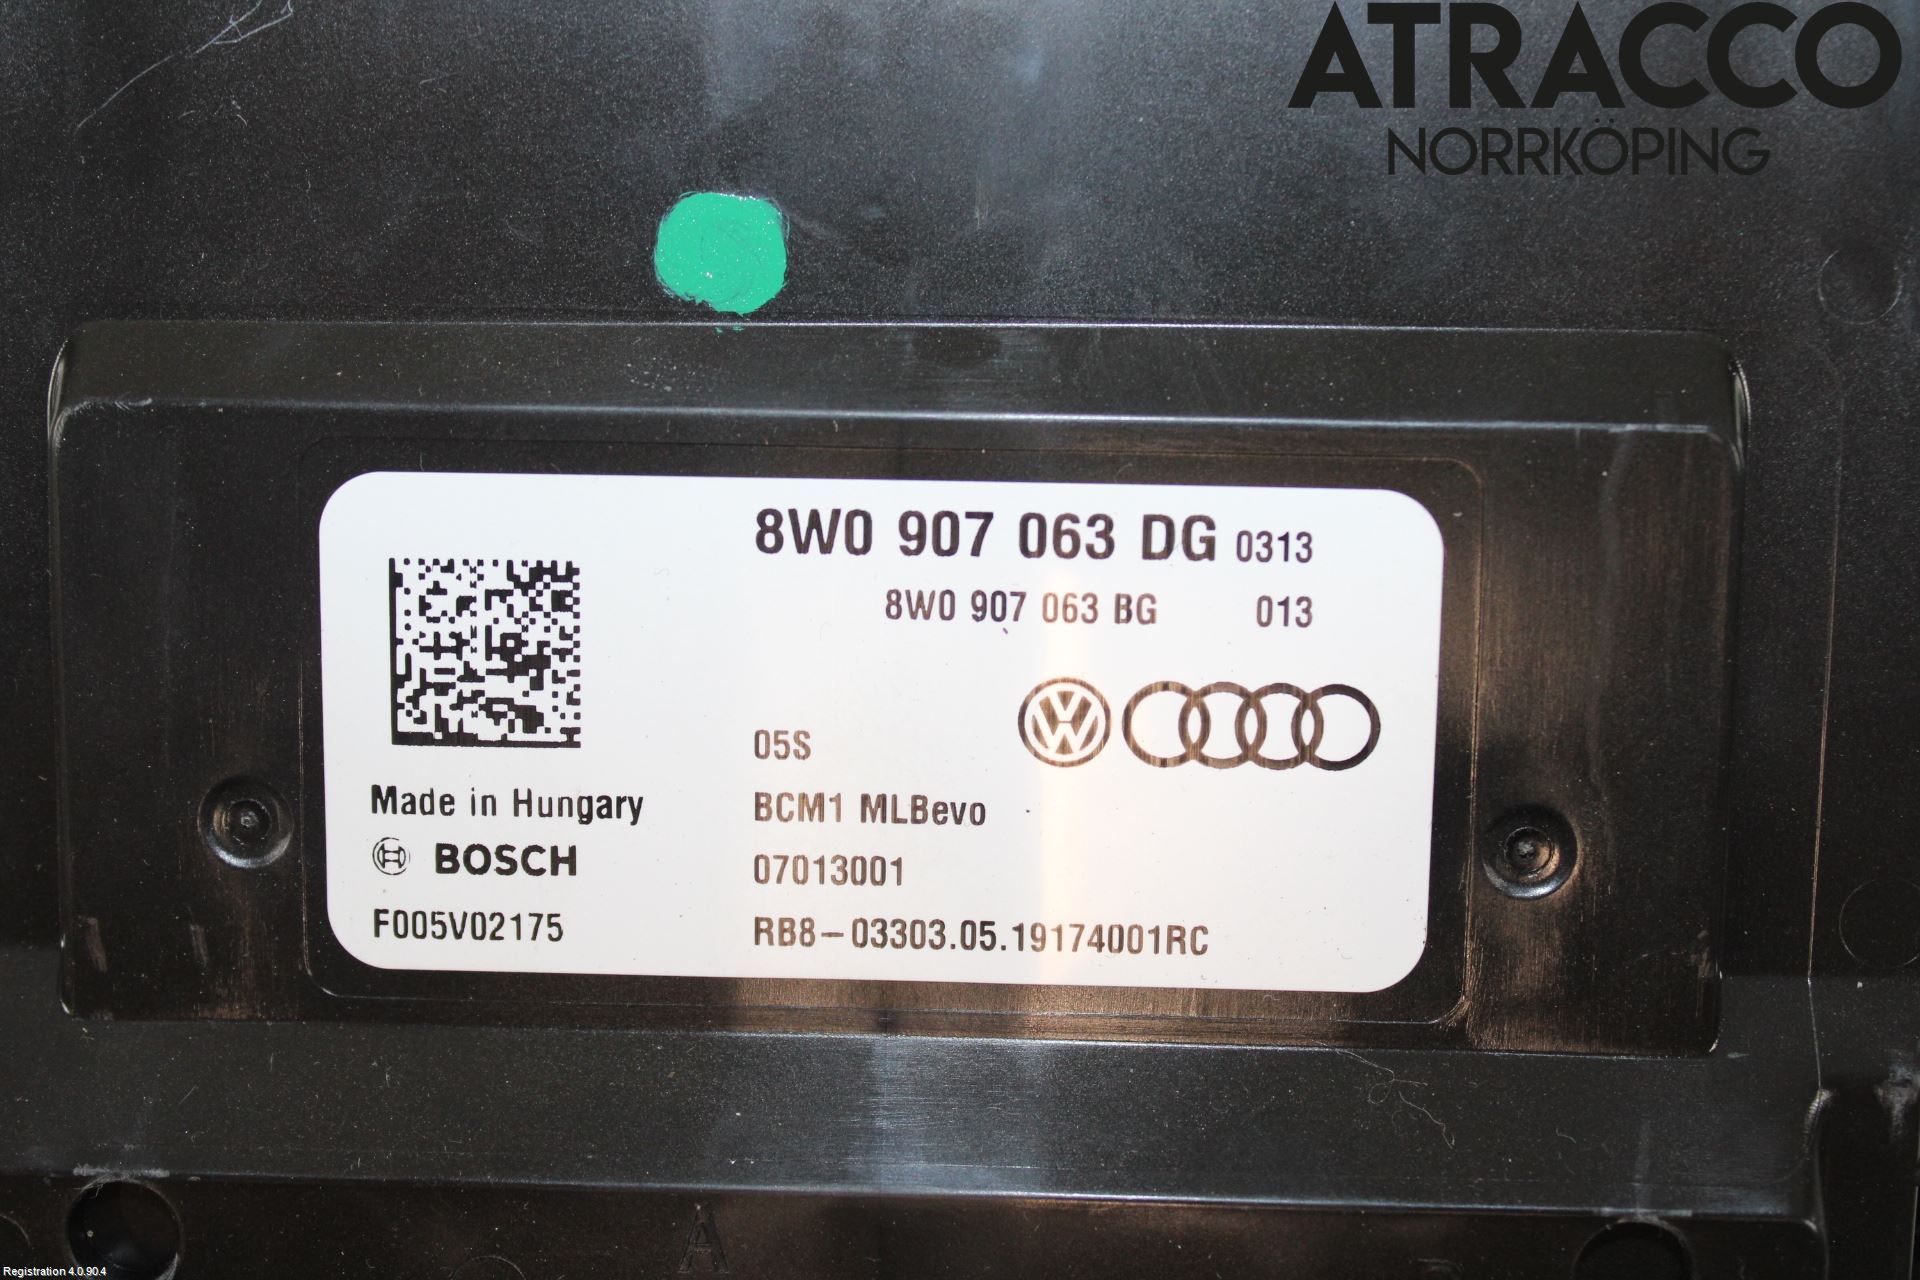 ATRACCO
NORRKÖPING
8W0 907 063 DG 0313
8W0 907 063 BG 013
05S
Made in Hungary
BCM1 MLBevo
BOSCH
07013001
F005V02175
RB8-03303.05.19174001RC
A
Registration 4.0.90.4